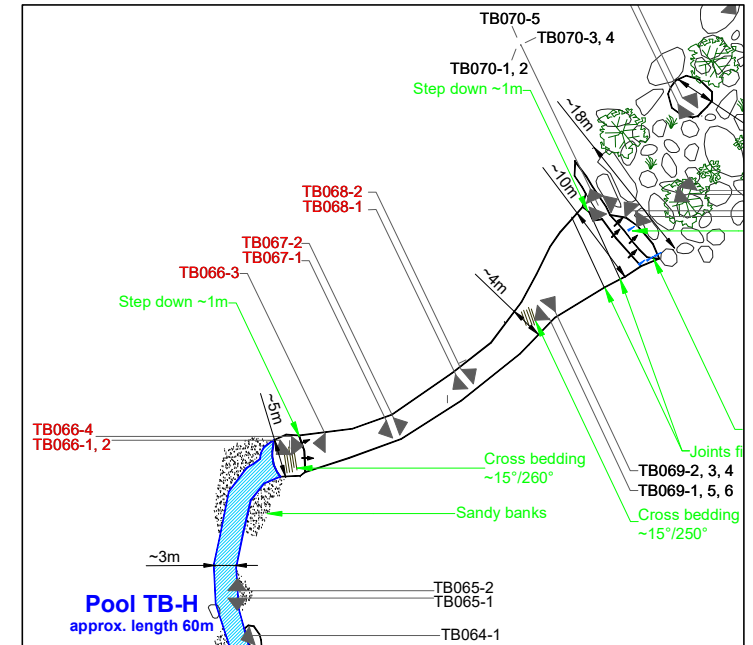 TB070-5
TB070-3, 4
TB070-1, 2
Step down ~1m
~18m
~10m
TB068-2
TB068-1
TB067-2
TB067-1
TB066-3
~4m
Step down ~1m
~5m
TB066-4
TB066-1, 2
Cross bedding
~15°/260°
Joints fi
TB069-2, 3, 4
TB069-1, 5, 6
Sandy banks
Cross bedding
~15°/250°
~3m
Pool TB-H
approx. length 60m
TB065-2
TB065-1
TB064-1